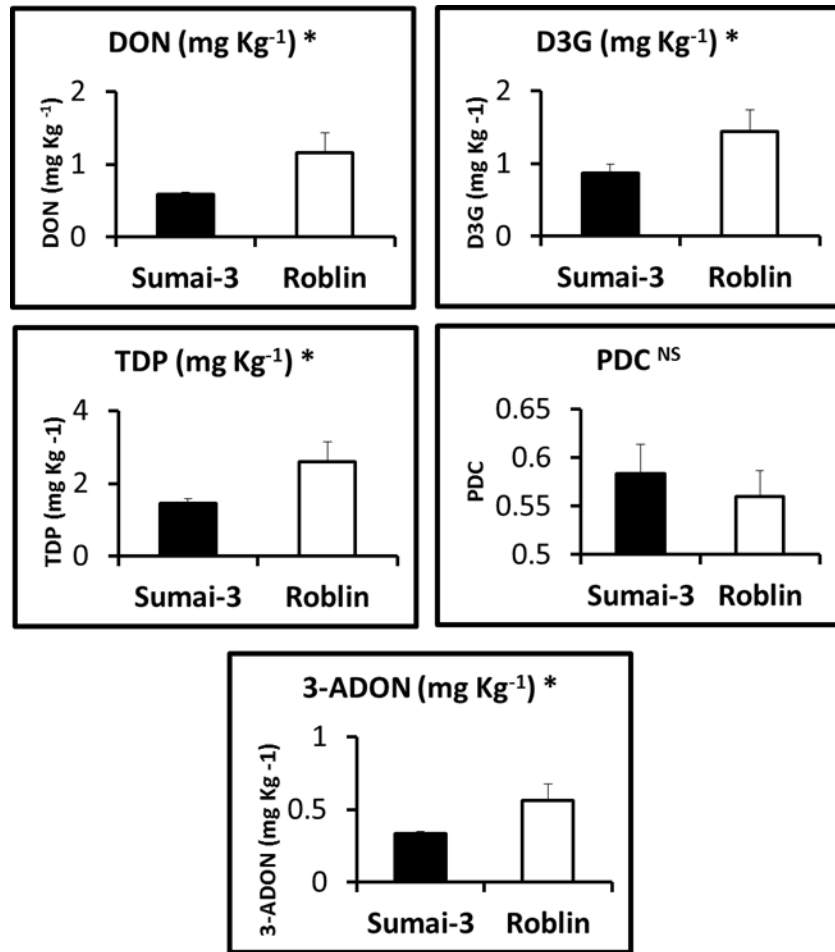 DON (mg Kg⁻¹) *
2
1
0
DON (mg Kg ⁻¹)
Sumai-3 Roblin
D3G (mg Kg⁻¹) *
2
1
0
D3G (mg Kg -1)
Sumai-3 Roblin
TDP (mg Kg⁻¹) *
4
2
0
TDP (mg Kg -1)
Sumai-3 Roblin
PDC ᴺˢ
0.65
0.6
0.55
0.5
PDC
Sumai-3 Roblin
3-ADON (mg Kg⁻¹) *
1
0.5
0
3-ADON (mg Kg -1)
Sumai-3 Roblin